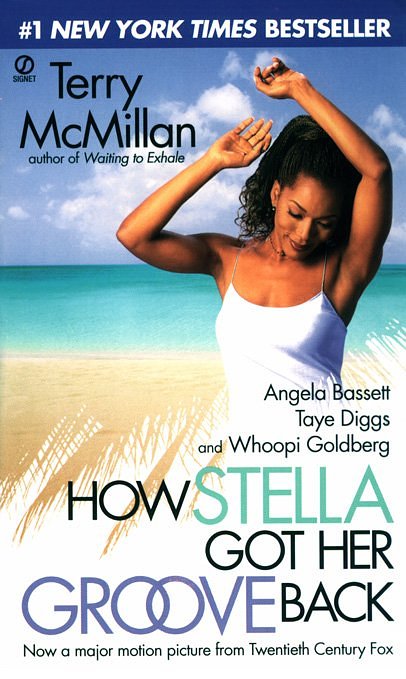 #1 NEW YORK TIMES BESTSELLER
SIGNET
Terry
McMillan
author of Waiting to Exhale
Angela Bassett
Taye Diggs
and Whoopi Goldberg
HOW STELLA
GOT HER
GROOVE BACK
Now a major motion picture from Twentieth Century Fox